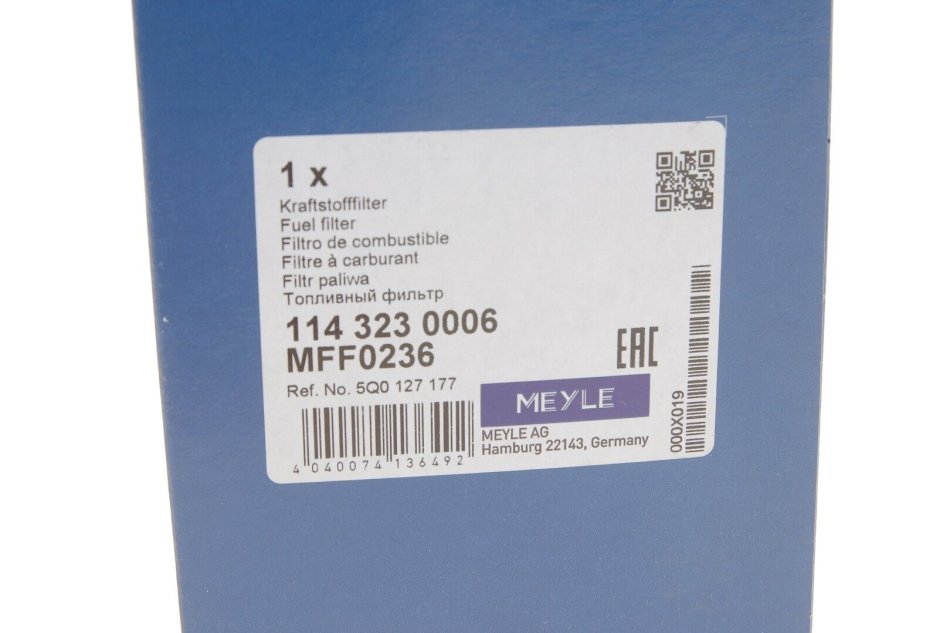 1 x
Kraftstofffilter
Fuel filter
Filtro de combustible
Filtre à carburant
Filtr paliwa
Топливный фильтр
114 323 0006
MFF0236
Ref. No. 5Q0 127 177
4 040074 136492
EAC
MEYLE
MEYLE AG
Hamburg 22143, Germany
000X019